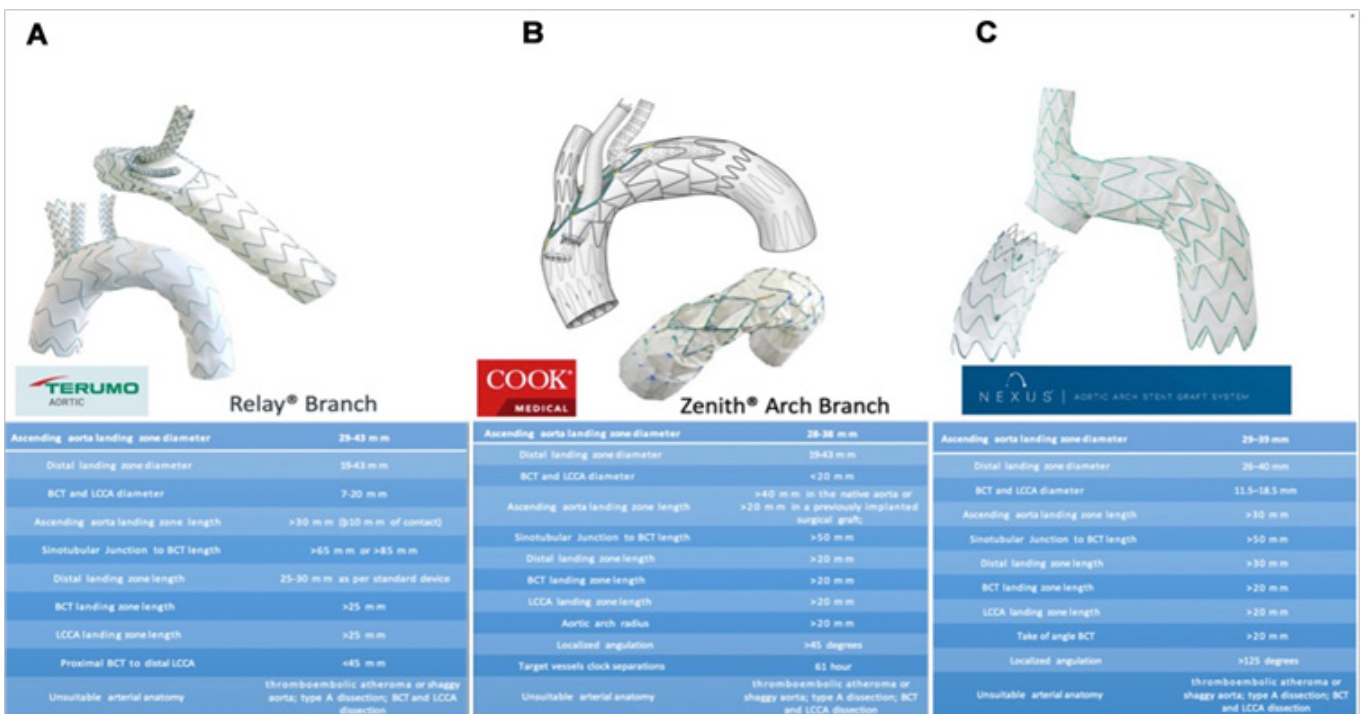 A
B
C
TERUMO
AORTIC
Relay® Branch
COOK®
MEDICAL
Zenith® Arch Branch
NEXUS® | AORTIC ARCH STENT GRAFT SYSTEM
Ascending aorta landing zone diameter 29-43 mm
Distal landing zone diameter 19-43 mm
BCT and LCCA diameter 7-20 mm
Ascending aorta landing zone length >30 mm (þ10 mm of contact)
Sinotubular Junction to BCT length >65 mm or >85 mm
Distal landing zone length 25-30 mm as per standard device
BCT landing zone length >25 mm
LCCA landing zone length >25 mm
Proximal BCT to distal LCCA <45 mm
Unsuitable arterial anatomy
thromboembolic atheroma or shaggy
aorta; type A dissection; BCT and LCCA
dissection
Ascending aorta landing zone diameter 28-38 mm
Distal landing zone diameter 19-43 mm
BCT and LCCA diameter <20 mm
Ascending aorta landing zone length
>40 mm in the native aorta or
>20 mm in a previously implanted
surgical graft;
Sinotubular Junction to BCT length >50 mm
Distal landing zone length >20 mm
BCT landing zone length >20 mm
LCCA landing zone length >20 mm
Aortic arch radius >20 mm
Localized angulation >45 degrees
Target vessels clock separations 61 hour
Unsuitable arterial anatomy
thromboembolic atheroma or
shaggy aorta; type A dissection; BCT
and LCCA dissection
Ascending aorta landing zone diameter 29–39 mm
Distal landing zone diameter 26–40 mm
BCT and LCCA diameter 11.5–18.5 mm
Ascending aorta landing zone length >30 mm
Sinotubular Junction to BCT length >50 mm
Distal landing zone length >30 mm
BCT landing zone length >20 mm
LCCA landing zone length >20 mm
Take of angle BCT >20 mm
Localized angulation >125 degrees
Unsuitable arterial anatomy
thromboembolic atheroma or
shaggy aorta; type A dissection; BCT
and LCCA dissection